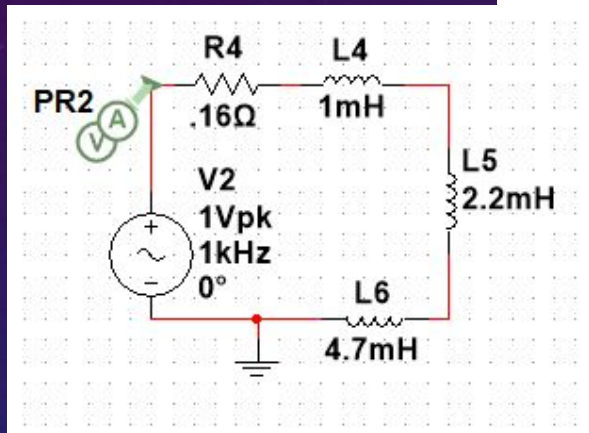 R4
L4
PR2
A
V
.16Ω
1mH
V2
1Vpk
1kHz
0°
L5
2.2mH
L6
4.7mH